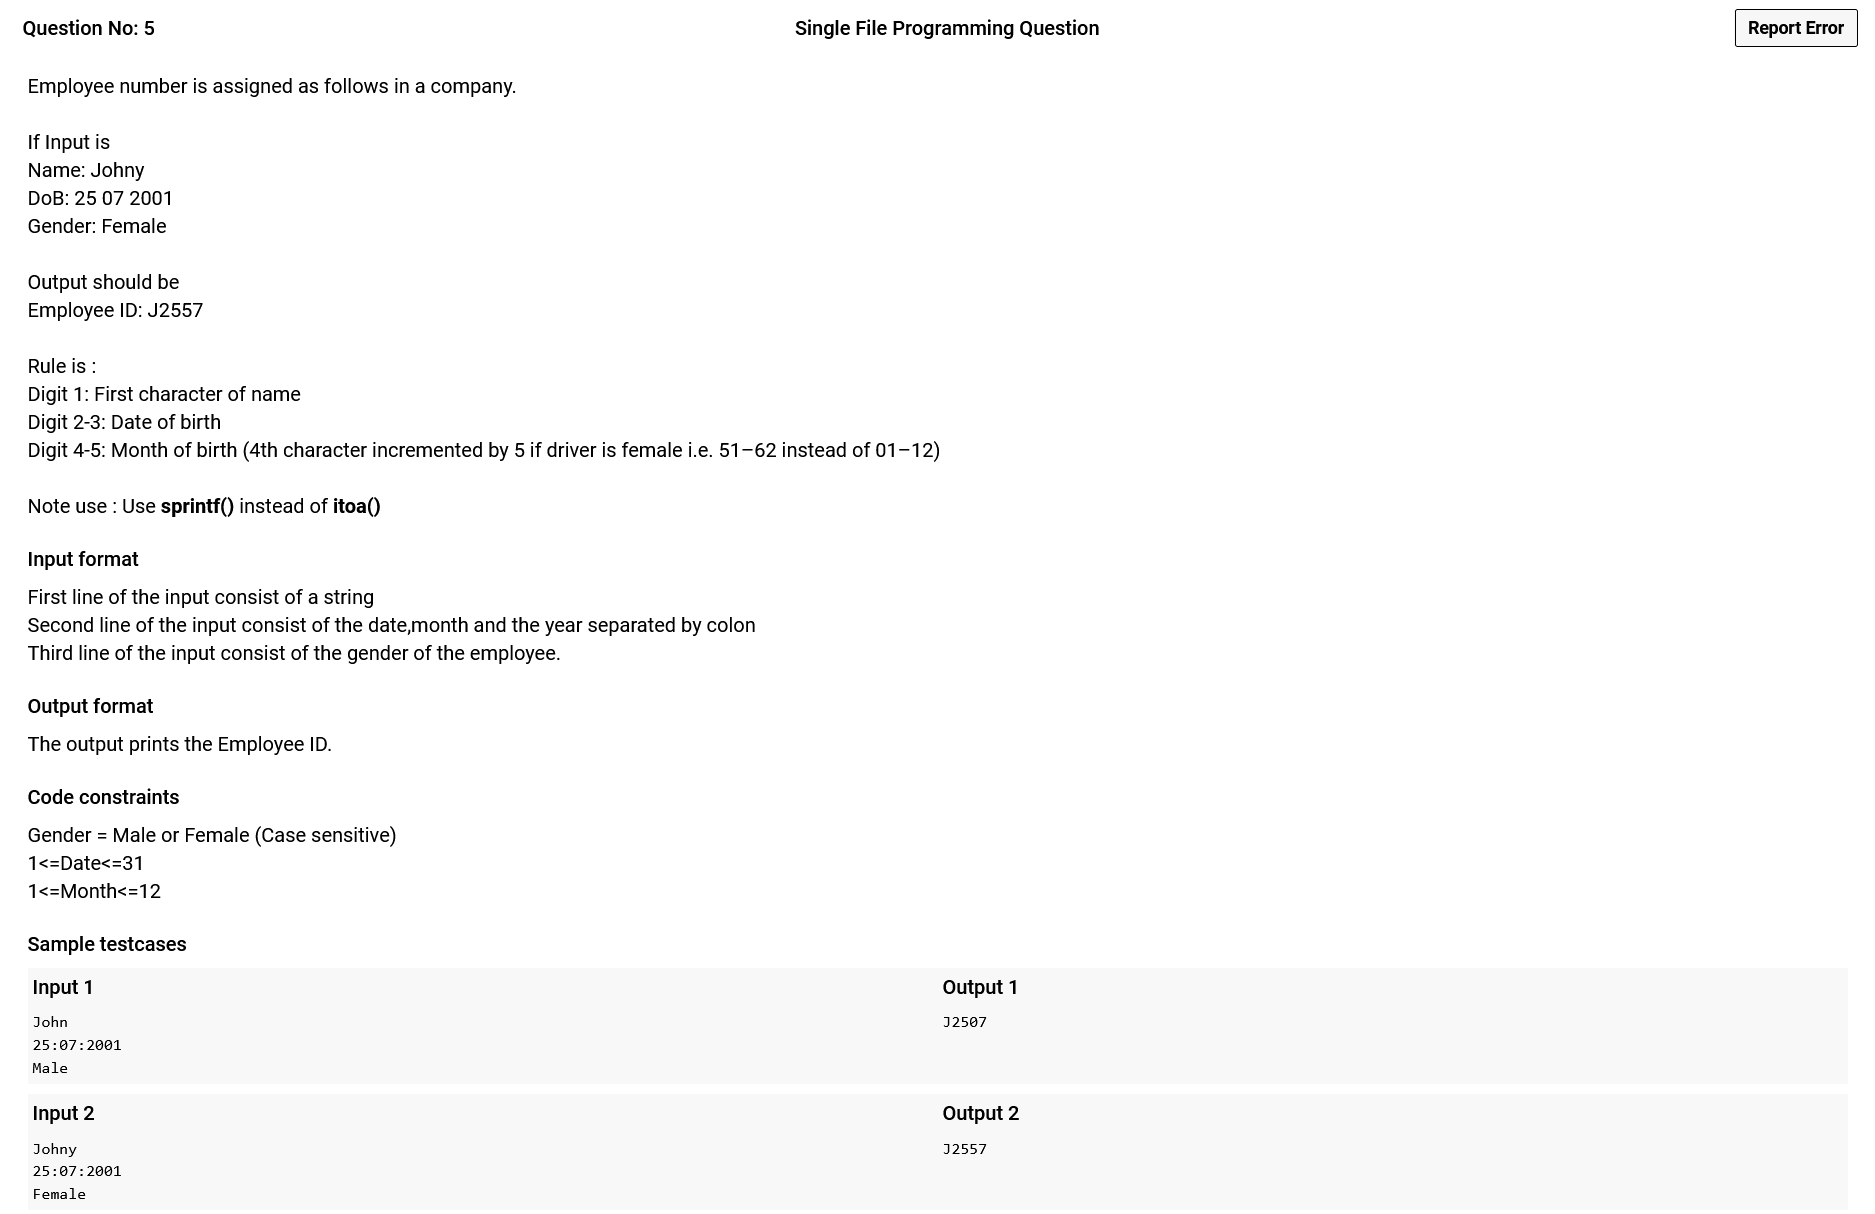 Question No: 5
Single File Programming Question
Report Error
Employee number is assigned as follows in a company.
If Input is
Name: Johny
DoB: 25 07 2001
Gender: Female
Output should be
Employee ID: J2557
Rule is :
Digit 1: First character of name
Digit 2-3: Date of birth
Digit 4-5: Month of birth (4th character incremented by 5 if driver is female i.e. 51–62 instead of 01–12)
Note use : Use sprintf() instead of itoa()
Input format
First line of the input consist of a string
Second line of the input consist of the date,month and the year separated by colon
Third line of the input consist of the gender of the employee.
Output format
The output prints the Employee ID.
Code constraints
Gender = Male or Female (Case sensitive)
1<=Date<=31
1<=Month<=12
Sample testcases
Input 1
John
25:07:2001
Male
Output 1
J2507
Input 2
Johny
25:07:2001
Female
Output 2
J2557